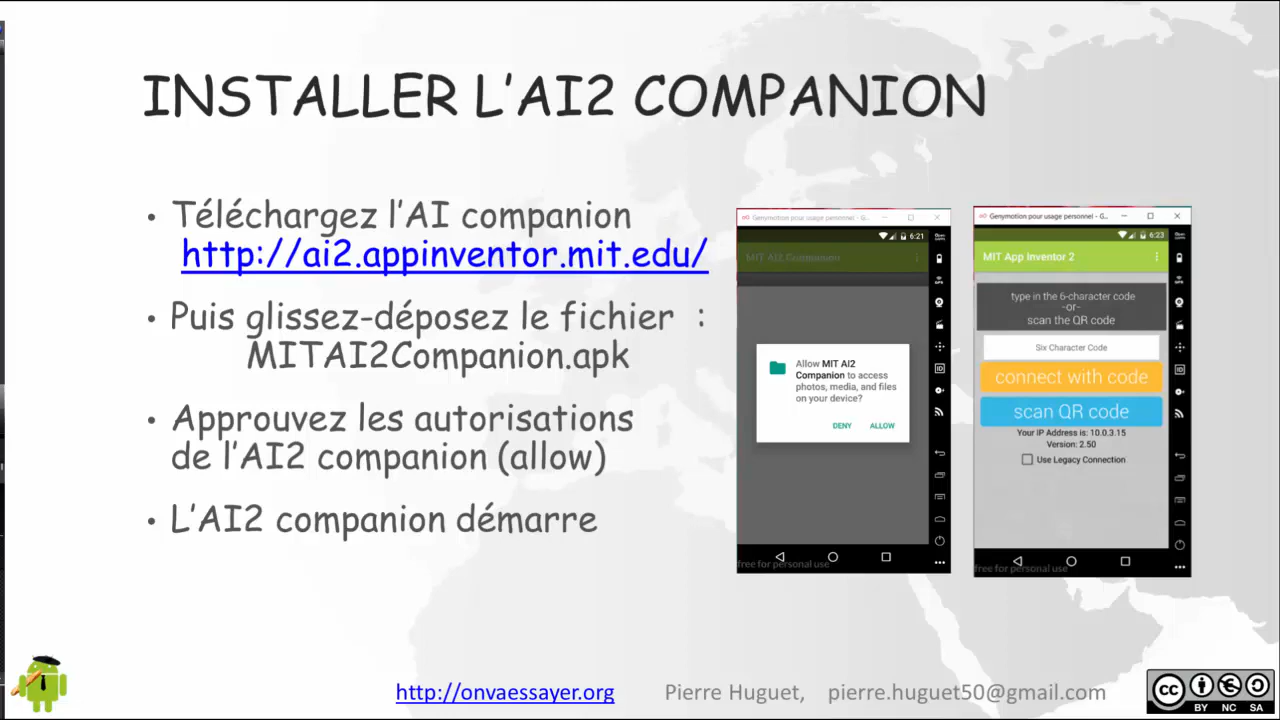 INSTALLER L'AI2 COMPANION
• Téléchargez l'AI companion
http://ai2.appinventor.mit.edu/
• Puis glissez-déposez le fichier :
MITAI2Companion.apk
• Approuvez les autorisations
de l'AI2 companion (allow)
• L'AI2 companion démarre
Genymotion pour usage personnel - G...
6:21
MIT AI2 Companion
Allow MIT AI2
Companion to access
photos, media, and files
on your device?
DENY ALLOW
free for personal use
Genymotion pour usage personnel - G...
6:23
MIT App Inventor 2
type in the 6-character code
-or-
scan the QR code
Six Character Code
connect with code
scan QR code
Your IP Address is: 10.0.3.15
Version: 2.50
Use Legacy Connection
free for personal use
http://onvaessayer.org Pierre Huguet, pierre.huguet50@gmail.com
cc
BY NC SA